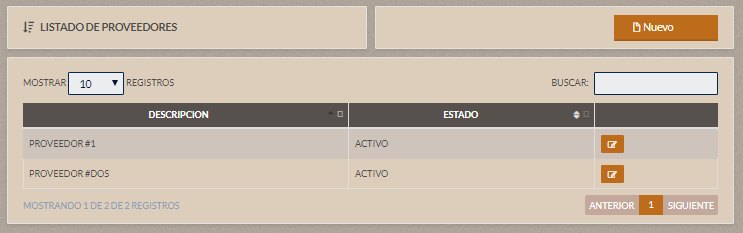 LISTADO DE PROVEEDORES
Nuevo
MOSTRAR 10 REGISTROS
BUSCAR:
DESCRIPCION ESTADO
PROVEEDOR #1 ACTIVO
PROVEEDOR #DOS ACTIVO
MOSTRANDO 1 DE 2 DE 2 REGISTROS
ANTERIOR 1 SIGUIENTE